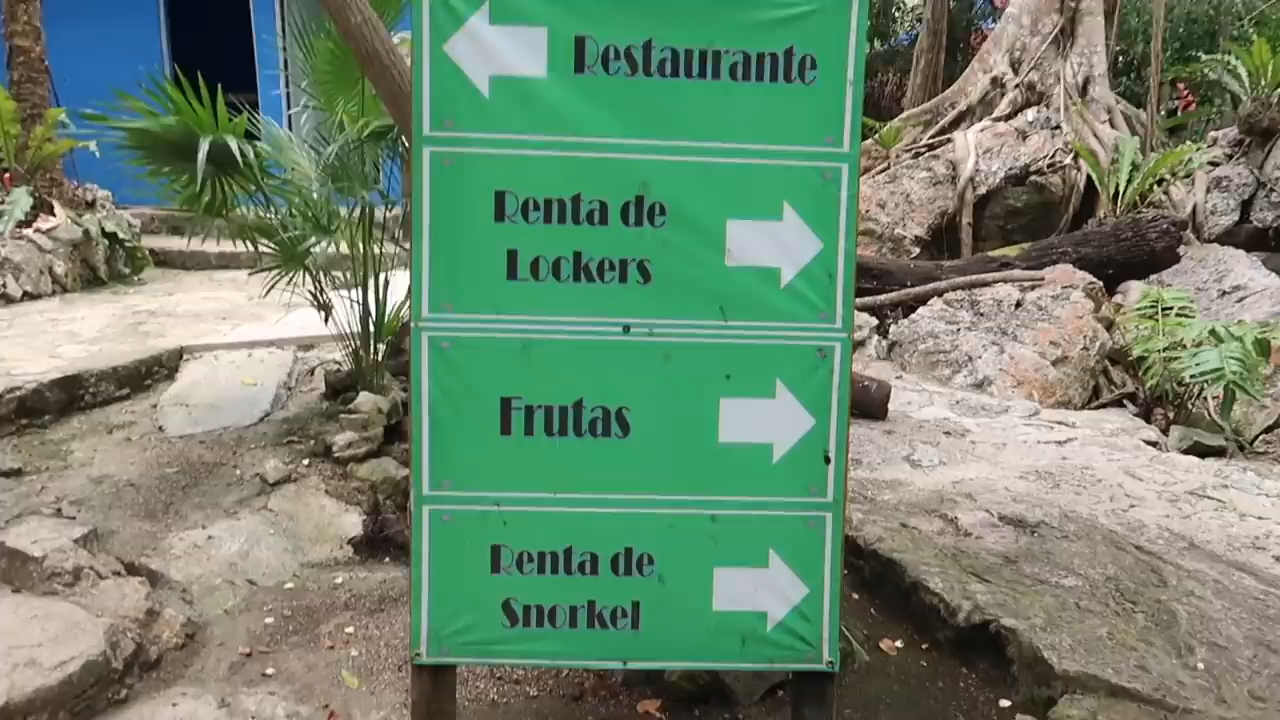 Restaurante
Renta de
Lockers
Frutas
Renta de
Snorkel